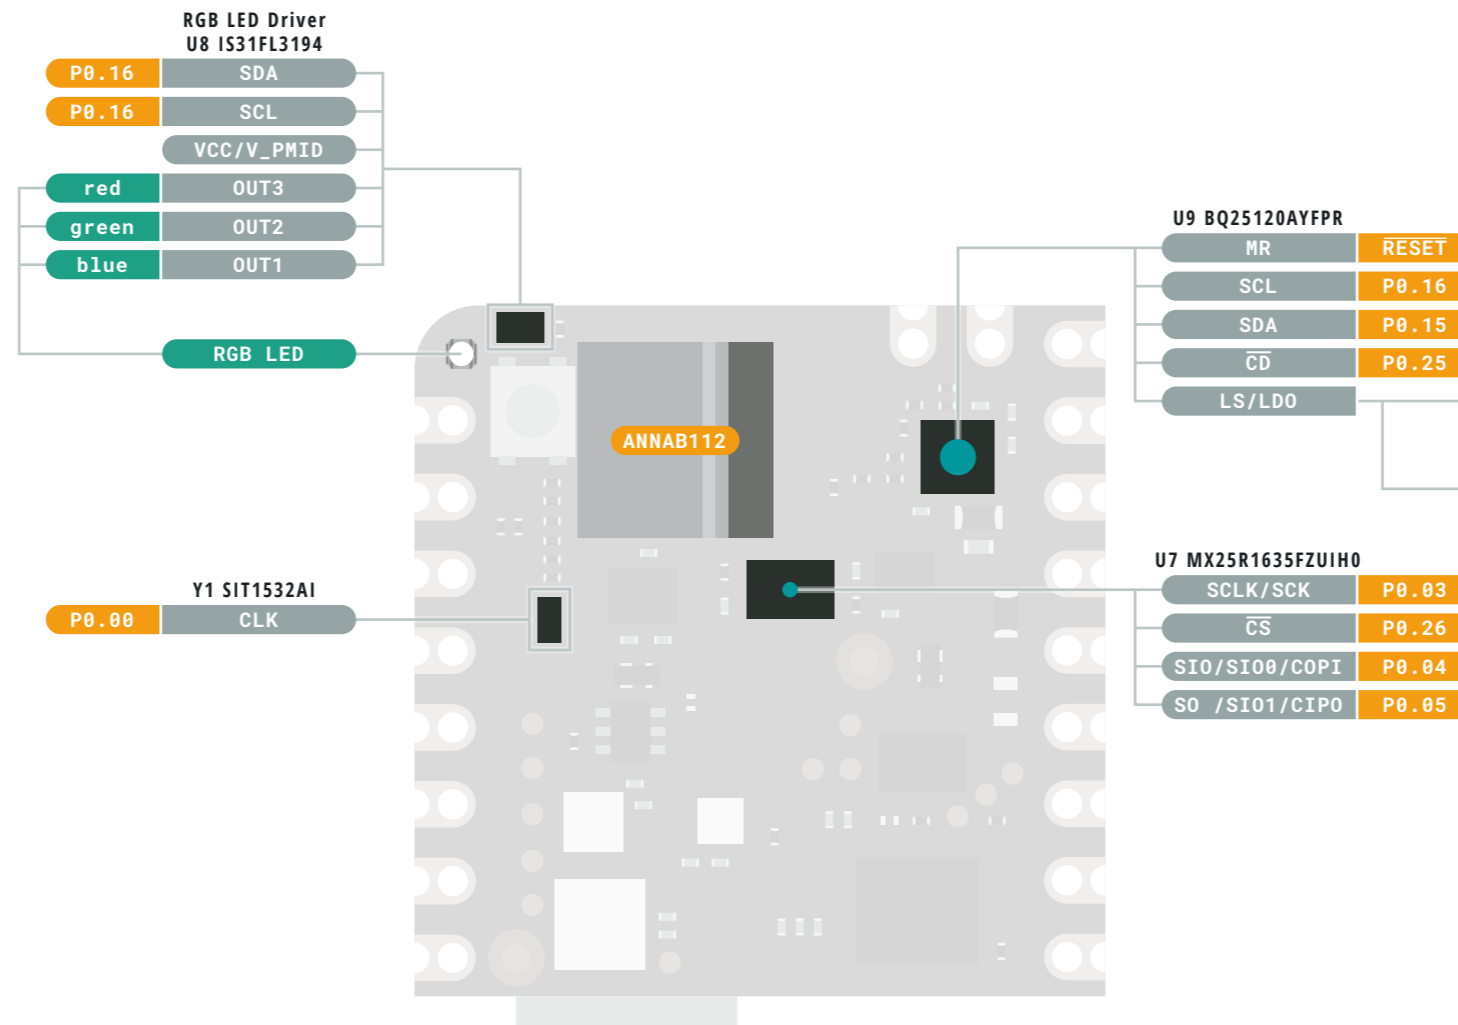 RGB LED Driver
U8 IS31FL3194
P0.16 SDA
P0.16 SCL
VCC/V_PMID
red OUT3
green OUT2
blue OUT1
RGB LED
ANNAB112
Y1 SIT1532AI
P0.00 CLK
U9 BQ25120AYFPR
MR RESET
SCL P0.16
SDA P0.15
CD P0.25
LS/LDO
U7 MX25R1635FZUIH0
SCLK/SCK P0.03
CS P0.26
SIO/SIO0/COPI P0.04
SO /SIO1/CIPO P0.05